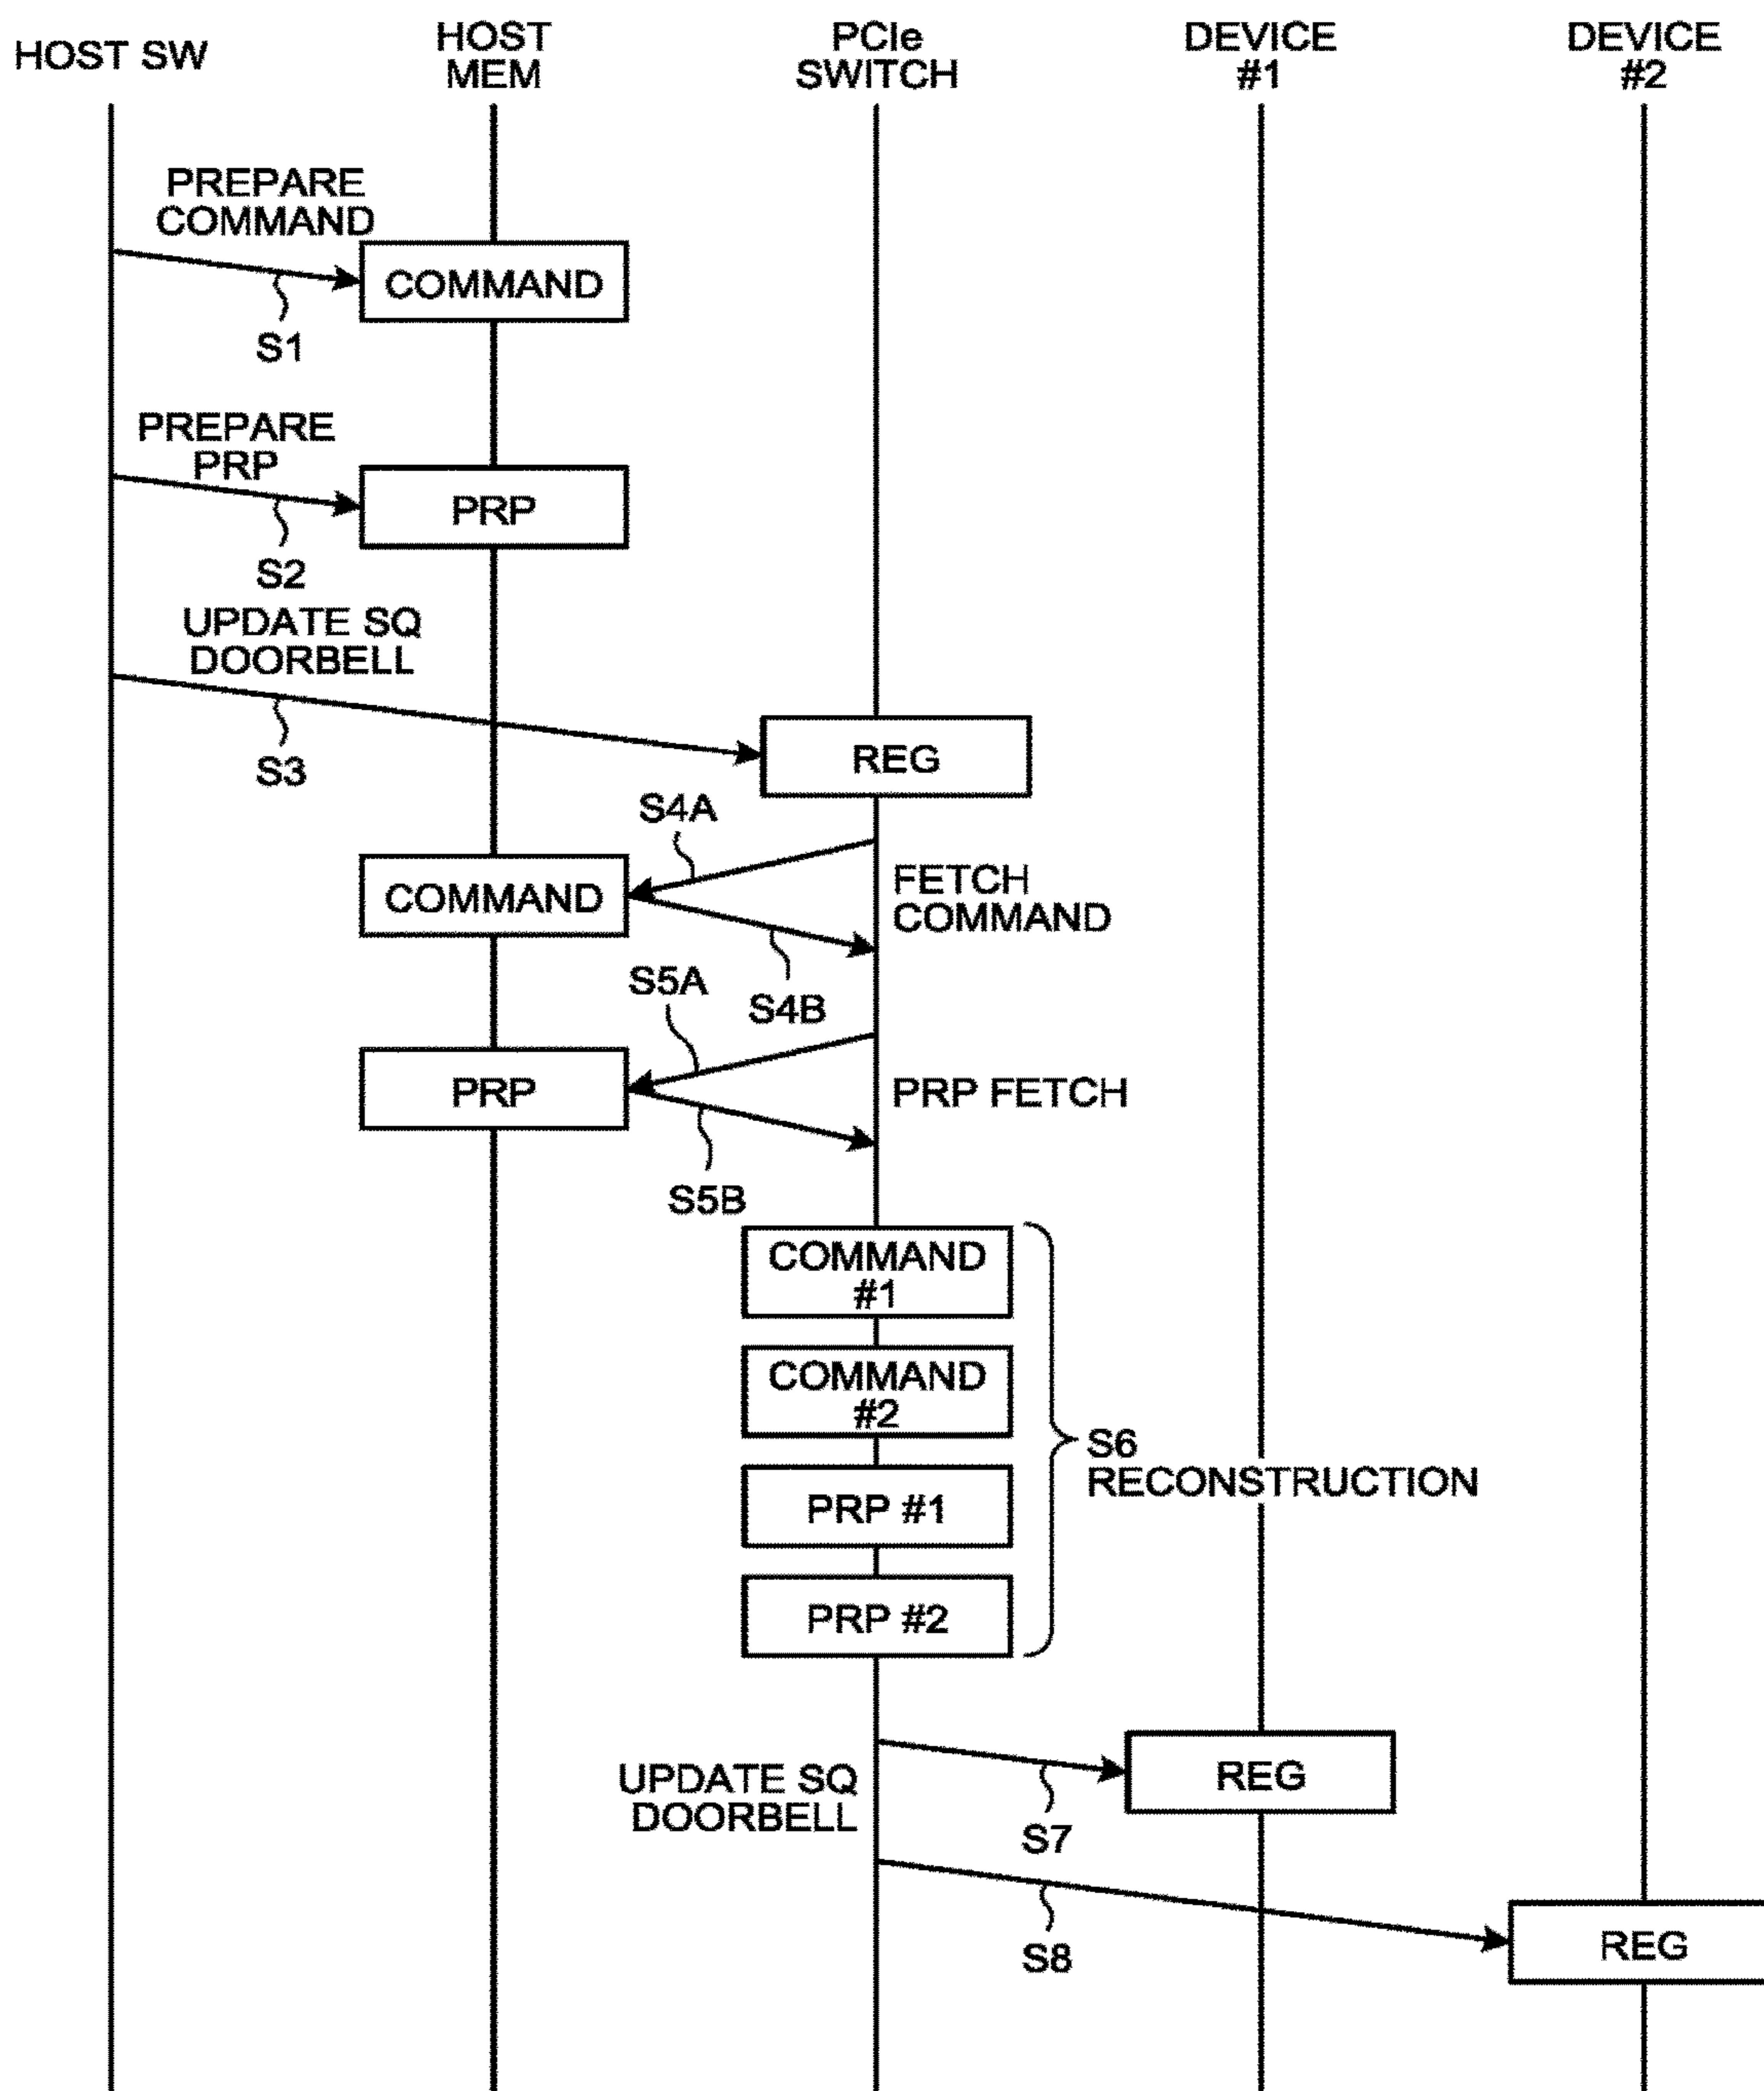 HOST SW
HOST
MEM
PCIe
SWITCH
DEVICE
#1
DEVICE
#2
PREPARE
COMMAND
COMMAND
S1
PREPARE
PRP
PRP
S2
UPDATE SQ
DOORBELL
S3
REG
S4A
COMMAND
FETCH
COMMAND
S4B
S5A
PRP
PRP FETCH
S5B
COMMAND
#1
COMMAND
#2
PRP #1
PRP #2
S6
RECONSTRUCTION
UPDATE SQ
DOORBELL
REG
S7
REG
S8